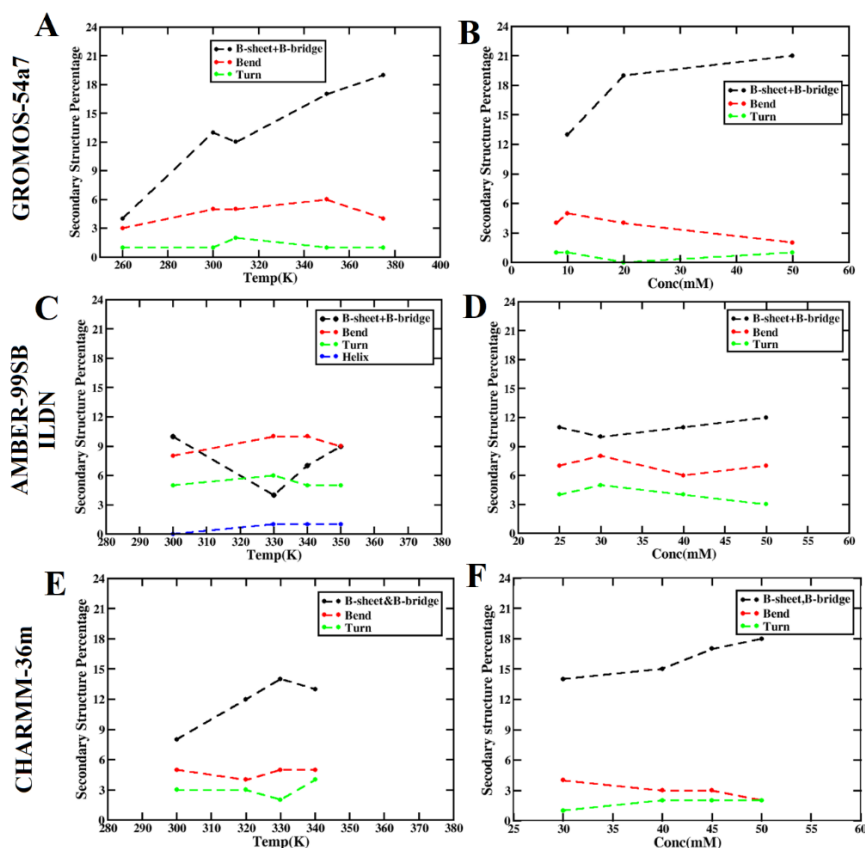 GROMOS-54a7
A
24
21
18
15
12
9
6
3
0
Secondary Structure Percentage
B-sheet+B-bridge
Bend
Turn
260 280 300 320 340 360 380 400
Temp(K)
B
24
21
18
15
12
9
6
3
0
Secondary Structure Percentage
B-sheet+B-bridge
Bend
Turn
0 10 20 30 40 50 60
Conc(mM)
AMBER-99SB
ILDN
C
24
21
18
15
12
9
6
3
0
Secondary Structure Percentage
B-sheet+B-bridge
Bend
Turn
Helix
280 290 300 310 320 330 340 350 360 370 380
Temp(K)
D
24
21
18
15
12
9
6
3
0
Secondary Structure Percentage
B-sheet+B-bridge
Bend
Turn
20 25 30 35 40 45 50 55 60
Conc(mM)
CHARMM-36m
E
24
21
18
15
12
9
6
3
0
Secondary Structure Percentage
B-sheet&B-bridge
Bend
Turn
280 290 300 310 320 330 340 350 360 370 380
Temp(K)
F
24
21
18
15
12
9
6
3
0
Secodary structure Percentage
B-sheet,B-bridge
Bend
Turn
25 30 35 40 45 50 55 60
Conc(mM)